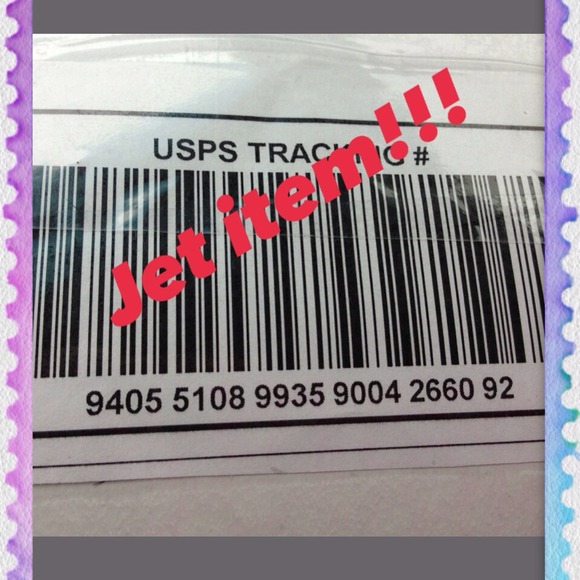 USPS TRACKING #
Jet item!!!
9405 5108 9935 9004 2660 92